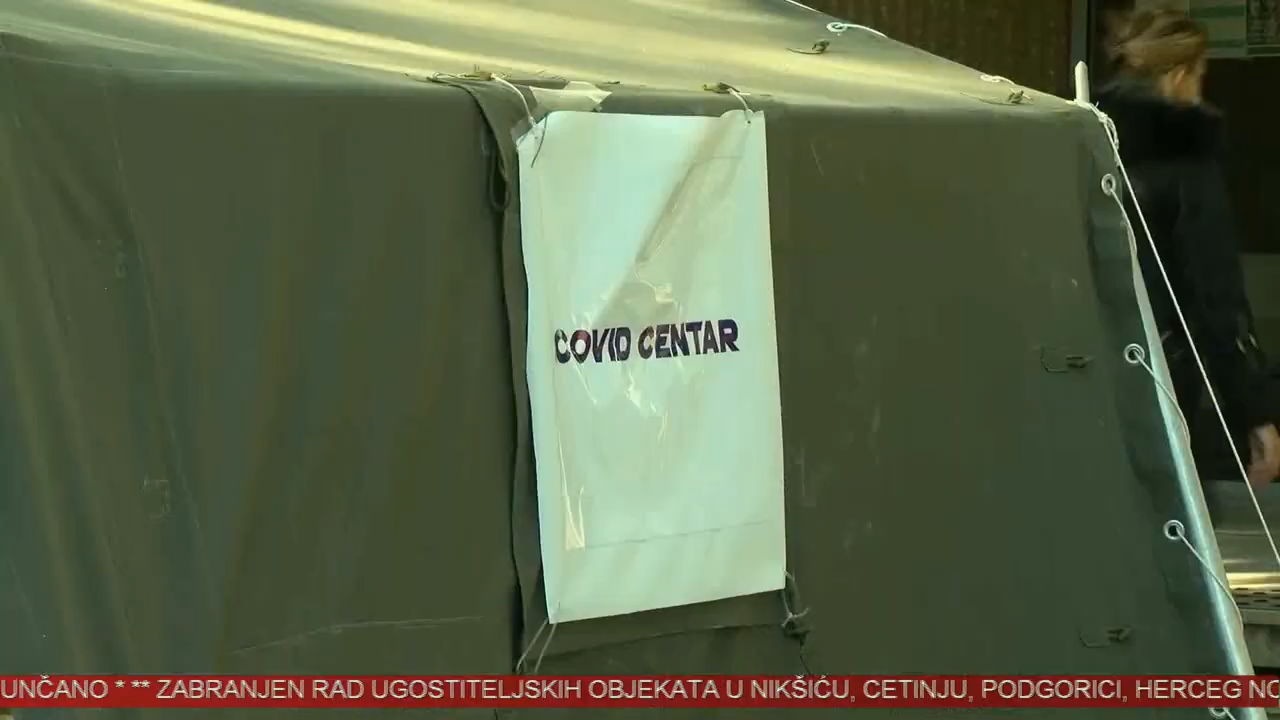 COVID CENTAR
UNČANO * ** ZABRANJEN RAD UGOSTITELJSKIH OBJEKATA U NIKŠIĆU, CETINJU, PODGORICI, HERCEG NO